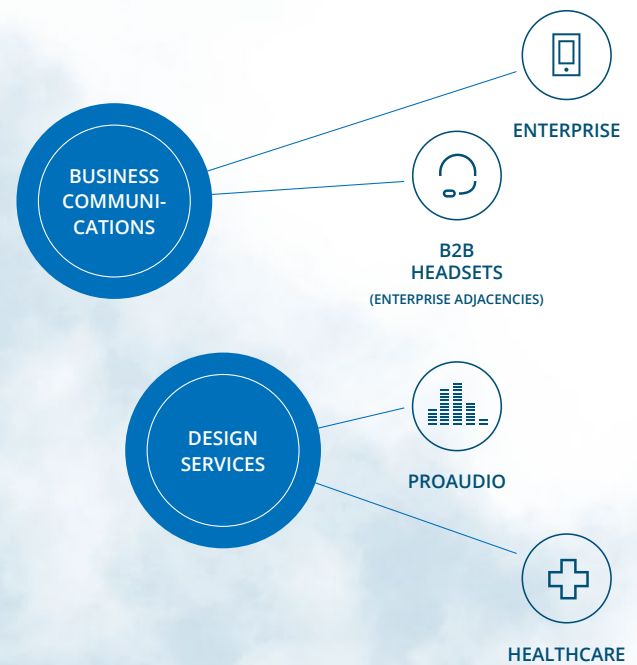 BUSINESS
COMMUNI-
CATIONS
ENTERPRISE
B2B
HEADSETS
(ENTERPRISE ADJACENCIES)
DESIGN
SERVICES
PROAUDIO
HEALTHCARE